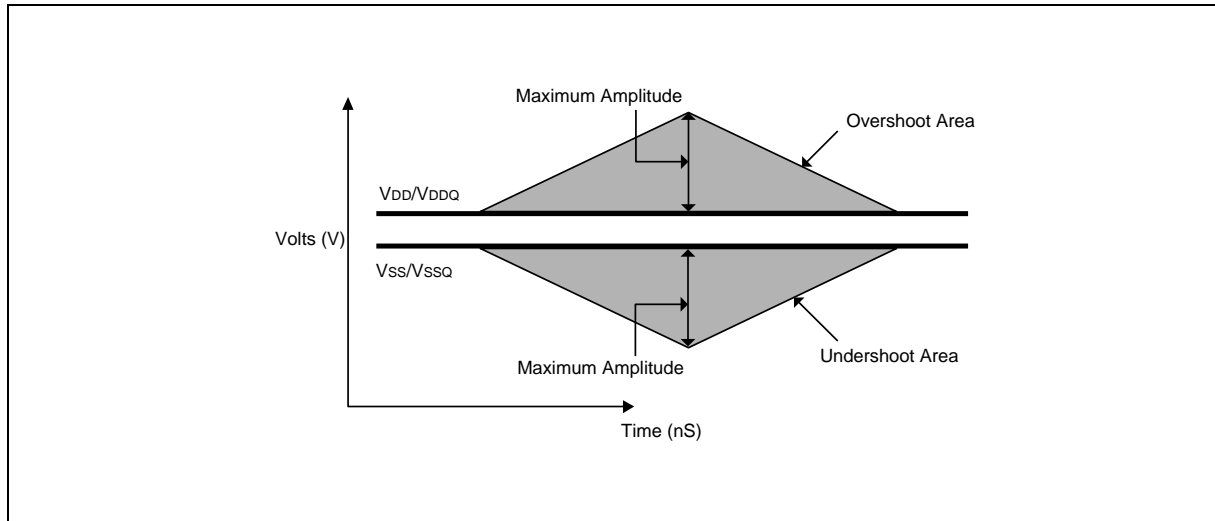 Maximum Amplitude
Overshoot Area
VDD/VDDQ
Volts (V)
VSS/VSSQ
Maximum Amplitude
Undershoot Area
Time (nS)